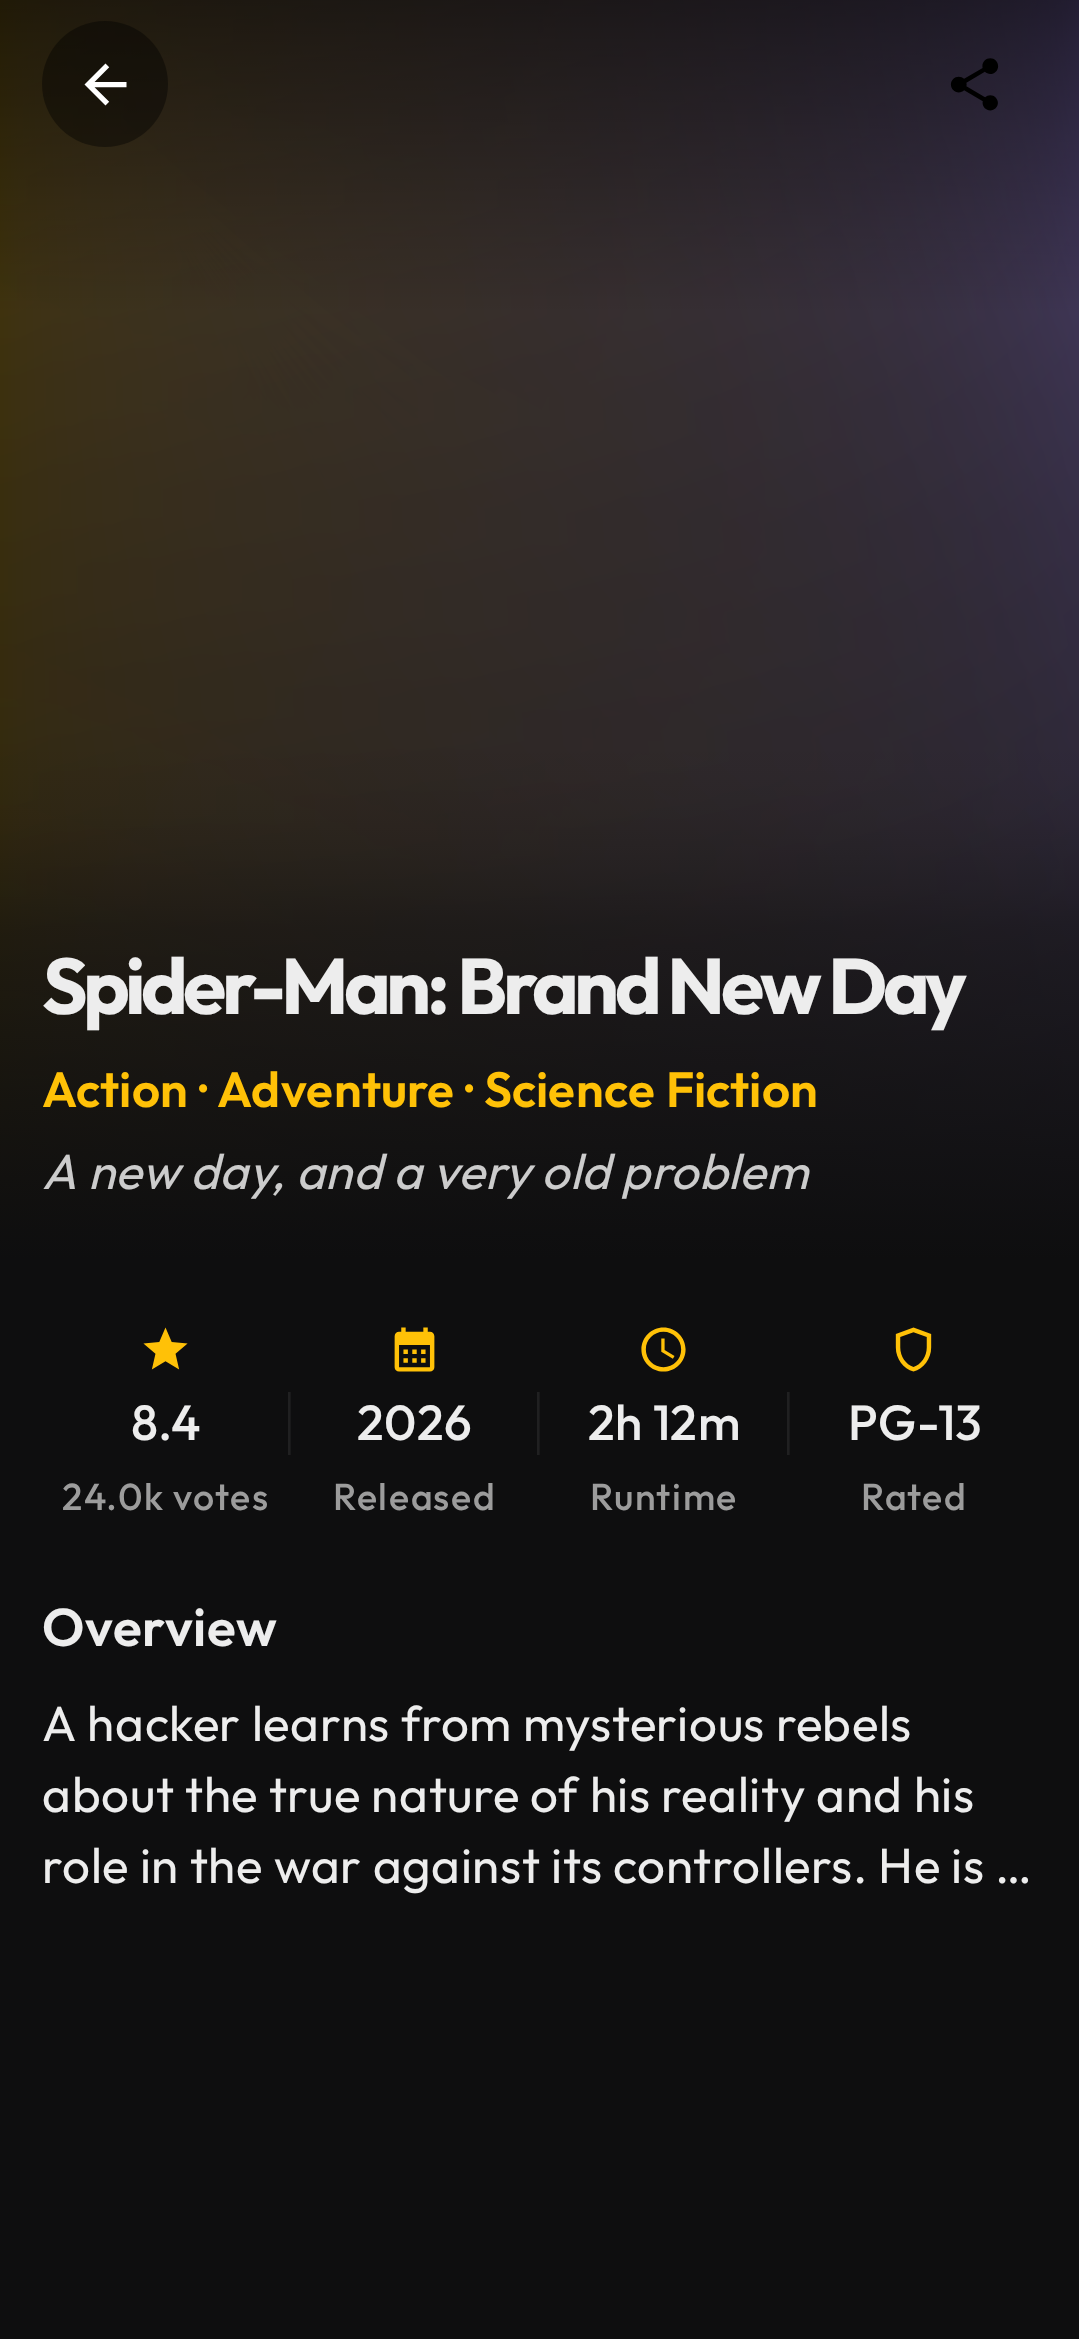 Spider-Man: Brand New Day
Action · Adventure · Science Fiction
A new day, and a very old problem
8.4
2026
2h 12m
PG-13
24.0k votes
Released
Runtime
Rated
Overview
A hacker learns from mysterious rebels
about the true nature of his reality and his
role in the war against its controllers. He is ...